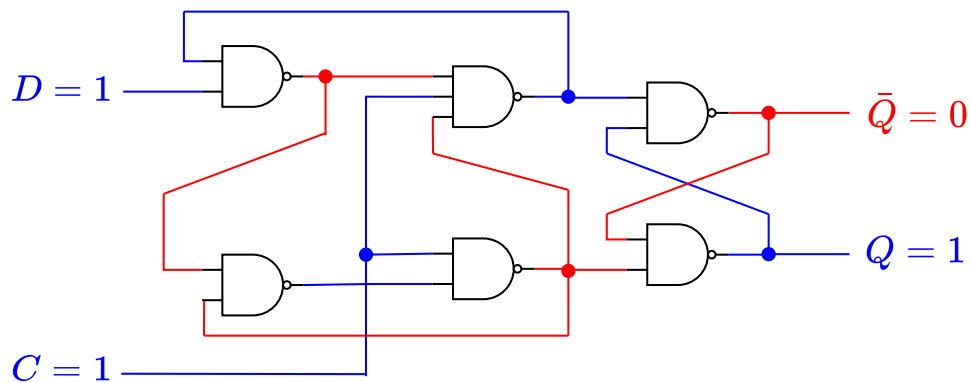 D = 1
Q̄ = 0
Q = 1
C = 1